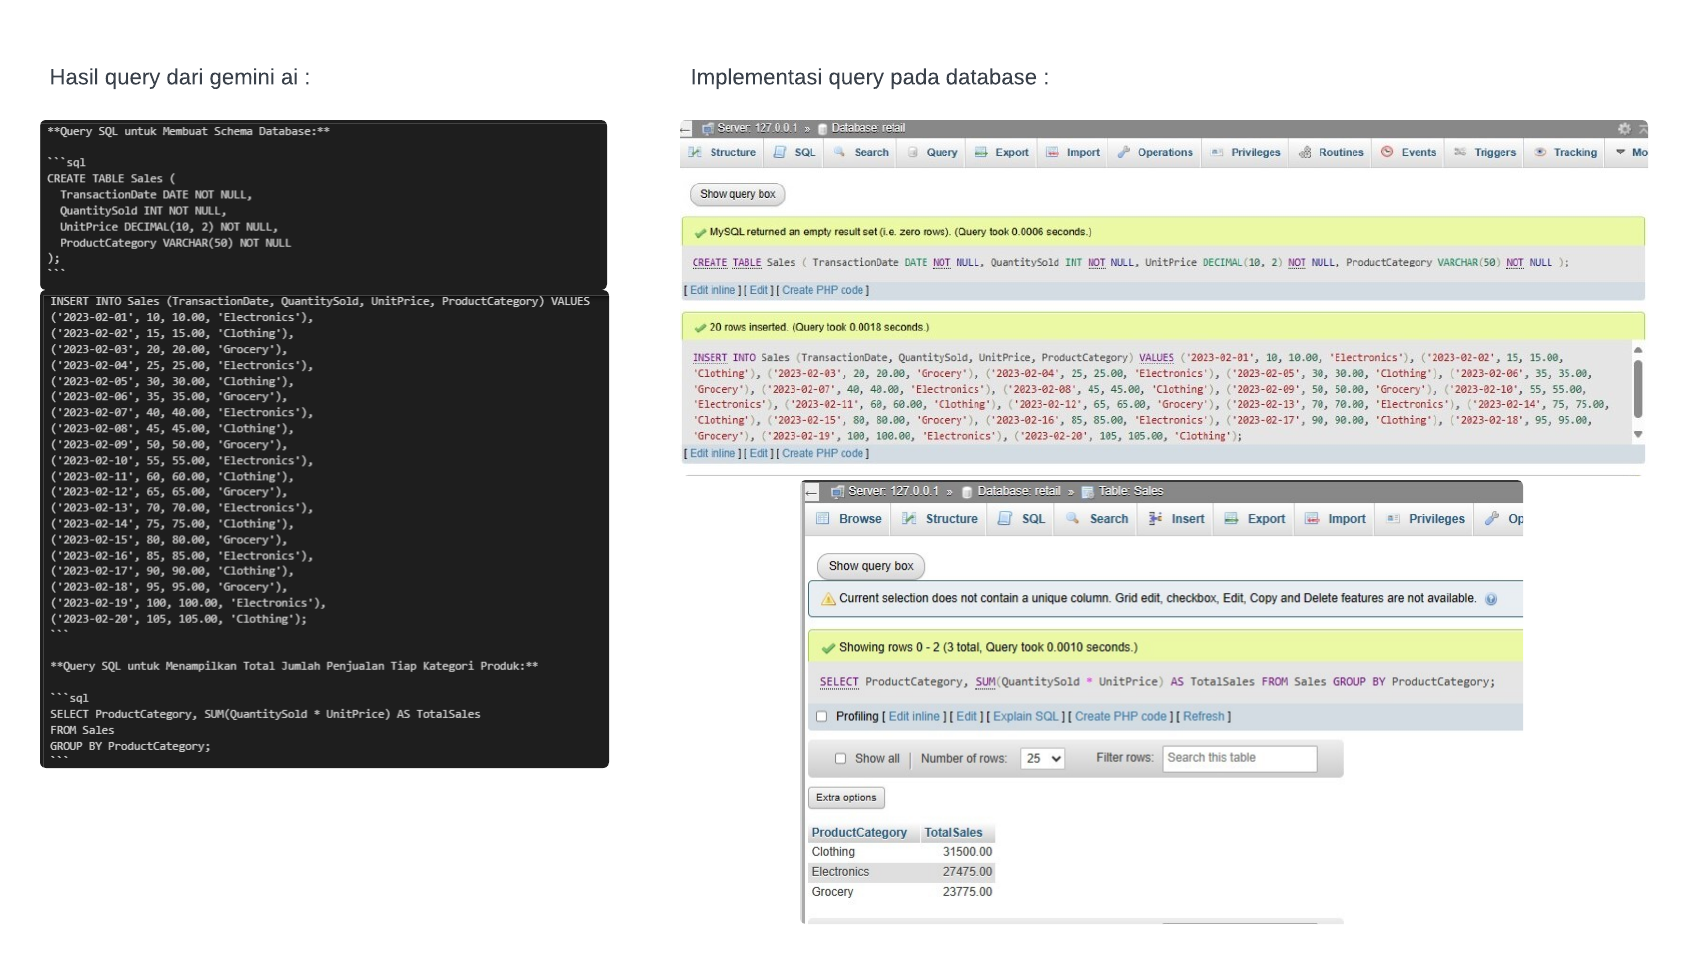 Hasil query dari gemini ai :
**Query SQL untuk Membuat Schema Database:**
```sql
CREATE TABLE Sales (
TransactionDate DATE NOT NULL,
QuantitySold INT NOT NULL,
UnitPrice DECIMAL(10, 2) NOT NULL,
ProductCategory VARCHAR(50) NOT NULL
);
```
INSERT INTO Sales (TransactionDate, QuantitySold, UnitPrice, ProductCategory) VALUES
('2023-02-01', 10, 10.00, 'Electronics'),
('2023-02-02', 15, 15.00, 'Clothing'),
('2023-02-03', 20, 20.00, 'Grocery'),
('2023-02-04', 25, 25.00, 'Electronics'),
('2023-02-05', 30, 30.00, 'Clothing'),
('2023-02-06', 35, 35.00, 'Grocery'),
('2023-02-07', 40, 40.00, 'Electronics'),
('2023-02-08', 45, 45.00, 'Clothing'),
('2023-02-09', 50, 50.00, 'Grocery'),
('2023-02-10', 55, 55.00, 'Electronics'),
('2023-02-11', 60, 60.00, 'Clothing'),
('2023-02-12', 65, 65.00, 'Grocery'),
('2023-02-13', 70, 70.00, 'Electronics'),
('2023-02-14', 75, 75.00, 'Clothing'),
('2023-02-15', 80, 80.00, 'Grocery'),
('2023-02-16', 85, 85.00, 'Electronics'),
('2023-02-17', 90, 90.00, 'Clothing'),
('2023-02-18', 95, 95.00, 'Grocery'),
('2023-02-19', 100, 100.00, 'Electronics'),
('2023-02-20', 105, 105.00, 'Clothing');
```
**Query SQL untuk Menampilkan Total Jumlah Penjualan Tiap Kategori Produk:**
```sql
SELECT ProductCategory, SUM(QuantitySold * UnitPrice) AS TotalSales
FROM Sales
GROUP BY ProductCategory;
```
Implementasi query pada database :
Server: 127.0.0.1 » Database: retail
Structure SQL Search Query Export Import Operations Privileges Routines Events Triggers Tracking Mo
Show query box
MySQL returned an empty result set (i.e. zero rows). (Query took 0.0006 seconds.)
CREATE TABLE Sales ( TransactionDate DATE NOT NULL, QuantitySold INT NOT NULL, UnitPrice DECIMAL(10, 2) NOT NULL, ProductCategory VARCHAR(50) NOT NULL );
[ Edit inline ] [ Edit ] [ Create PHP code ]
20 rows inserted. (Query took 0.0018 seconds.)
INSERT INTO Sales (TransactionDate, QuantitySold, UnitPrice, ProductCategory) VALUES ('2023-02-01', 10, 10.00, 'Electronics'), ('2023-02-02', 15, 15.00,
'Clothing'), ('2023-02-03', 20, 20.00, 'Grocery'), ('2023-02-04', 25, 25.00, 'Electronics'), ('2023-02-05', 30, 30.00, 'Clothing'), ('2023-02-06', 35, 35.00,
'Grocery'), ('2023-02-07', 40, 40.00, 'Electronics'), ('2023-02-08', 45, 45.00, 'Clothing'), ('2023-02-09', 50, 50.00, 'Grocery'), ('2023-02-10', 55, 55.00,
'Electronics'), ('2023-02-11', 60, 60.00, 'Clothing'), ('2023-02-12', 65, 65.00, 'Grocery'), ('2023-02-13', 70, 70.00, 'Electronics'), ('2023-02-14', 75, 75.00,
'Clothing'), ('2023-02-15', 80, 80.00, 'Grocery'), ('2023-02-16', 85, 85.00, 'Electronics'), ('2023-02-17', 90, 90.00, 'Clothing'), ('2023-02-18', 95, 95.00,
'Grocery'), ('2023-02-19', 100, 100.00, 'Electronics'), ('2023-02-20', 105, 105.00, 'Clothing');
[ Edit inline ] [ Edit ] [ Create PHP code ]
Server: 127.0.0.1 » Database: retail » Table: Sales
Browse Structure SQL Search Insert Export Import Privileges Op
Show query box
Current selection does not contain a unique column. Grid edit, checkbox, Edit, Copy and Delete features are not available.
Showing rows 0 - 2 (3 total, Query took 0.0010 seconds.)
SELECT ProductCategory, SUM(QuantitySold * UnitPrice) AS TotalSales FROM Sales GROUP BY ProductCategory;
Profiling [ Edit inline ] [ Edit ] [ Explain SQL ] [ Create PHP code ] [ Refresh ]
Show all | Number of rows: 25 Filter rows: Search this table
Extra options
ProductCategory TotalSales
Clothing 31500.00
Electronics 27475.00
Grocery 23775.00